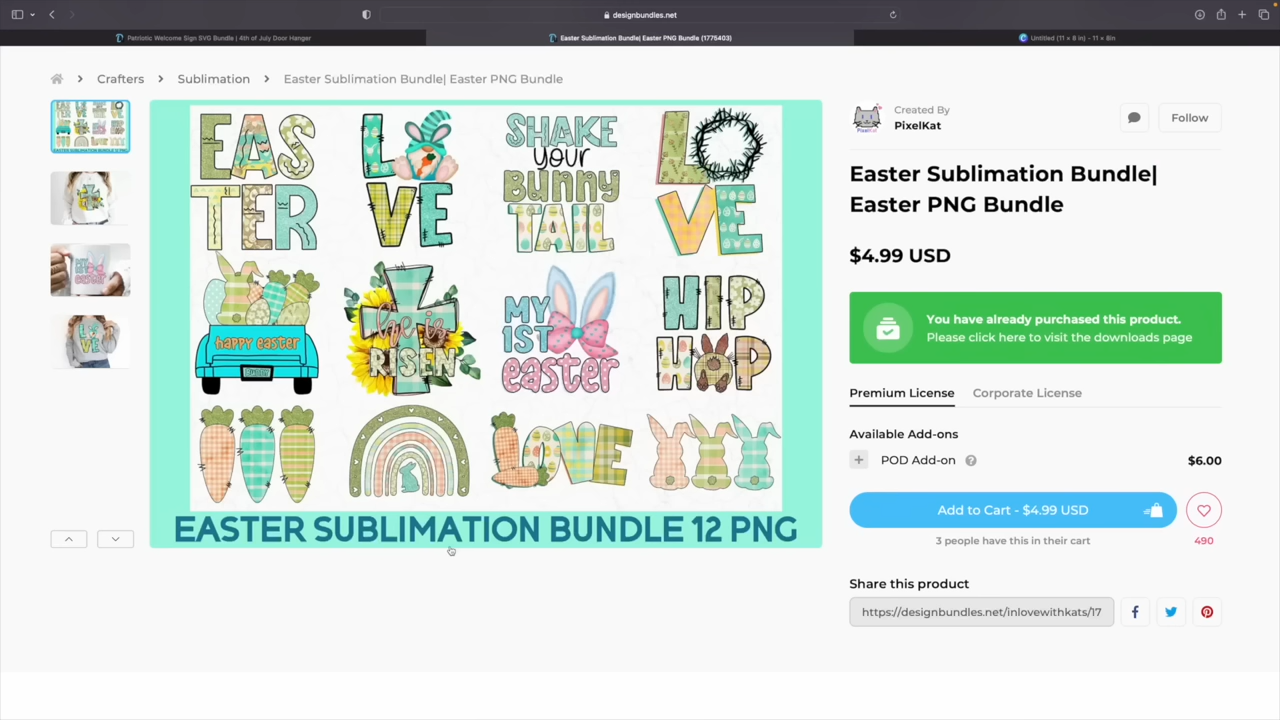 designbundles.net
Patriotic Welcome Sign SVG Bundle | 4th of July Door Hanger
Easter Sublimation Bundle| Easter PNG Bundle (1775403)
Untitled (11 × 8 in) - 11 × 8in
Crafters
Sublimation
Easter Sublimation Bundle| Easter PNG Bundle
EAS
TER
LOVE
SHAKE
your
BUNNY
TAIL
LOVE
happy easter
BUNNY
he is
RISEN
MY
1ST
easter
HIP
HOP
LOVE
EASTER SUBLIMATION BUNDLE 12 PNG
Created By
PixelKat
Follow
Easter Sublimation Bundle|
Easter PNG Bundle
$4.99 USD
You have already purchased this product.
Please click here to visit the downloads page
Premium License
Corporate License
Available Add-ons
POD Add-on
$6.00
Add to Cart - $4.99 USD
3 people have this in their cart
490
Share this product
https://designbundles.net/inlovewithkats/17